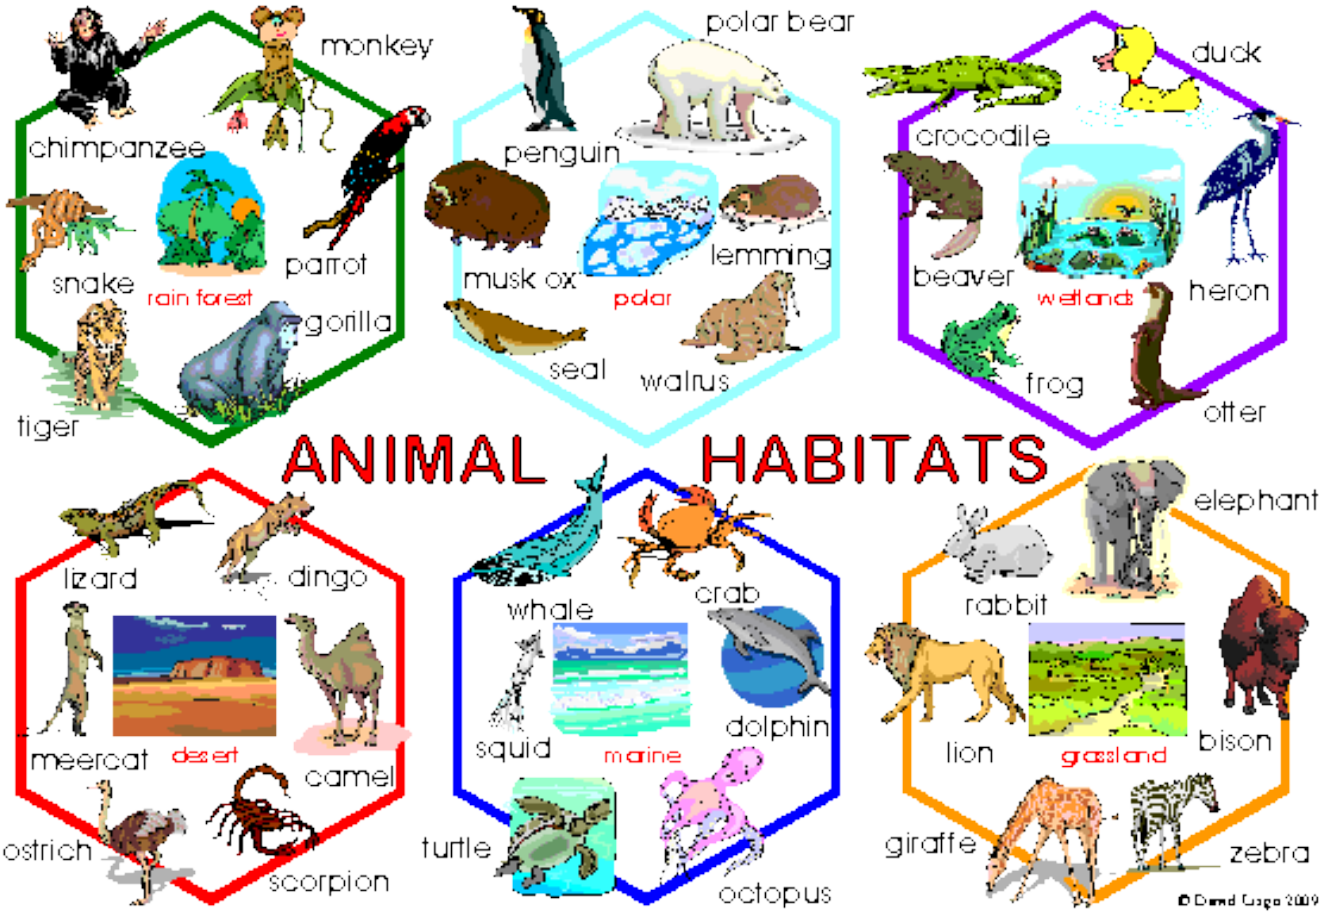 monkey
chimpanzee
snake
rain forest
parrot
gorilla
tiger
polar bear
penguin
musk ox
polar
lemming
seal
walrus
duck
crocodile
beaver
wetlands
heron
frog
otter
ANIMAL HABITATS
lizard
dingo
meercat
desert
camel
ostrich
scorpion
whale
crab
squid
marine
dolphin
turtle
octopus
elephant
rabbit
lion
grassland
bison
giraffe
zebra
© 2009